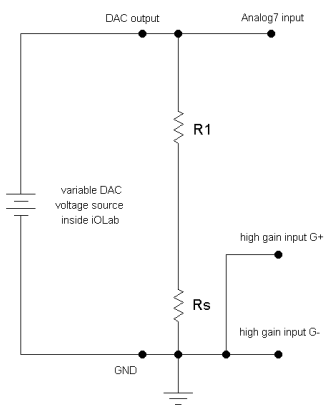 DAC output
Analog7 input
R1
variable DAC
voltage source
inside iOLab
high gain input G+
Rs
high gain input G-
GND